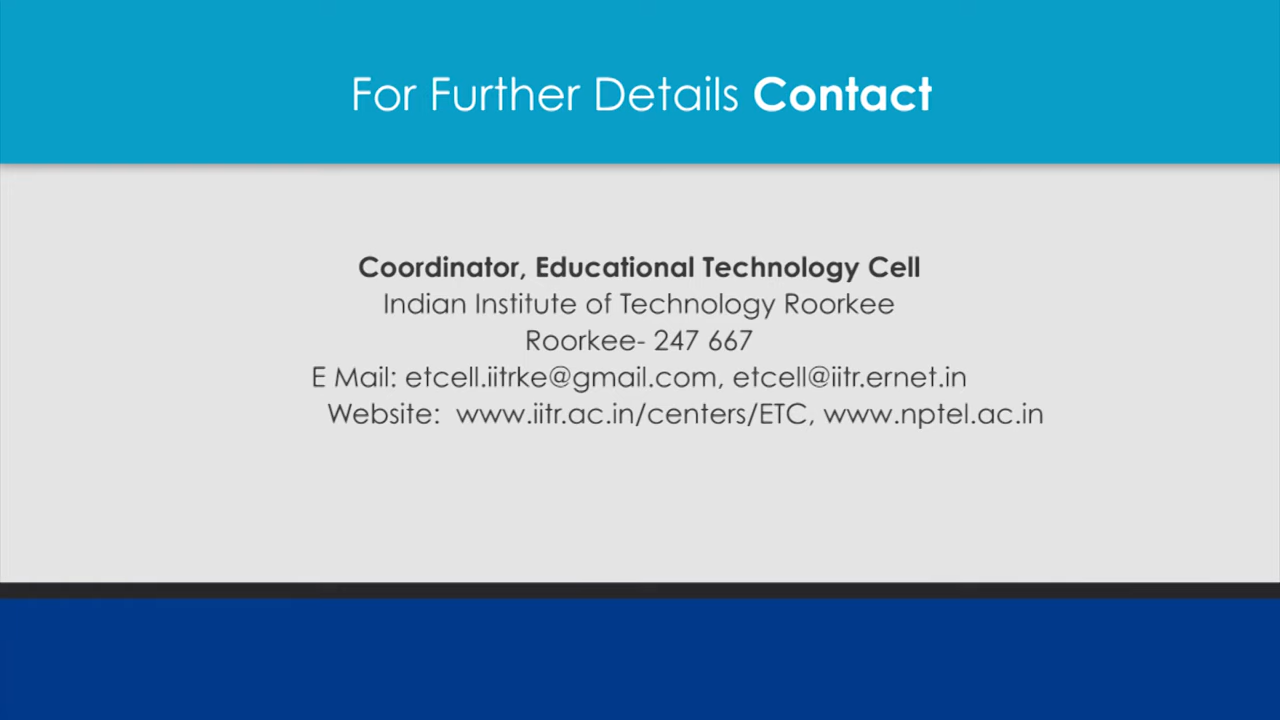 For Further Details Contact
Coordinator, Educational Technology Cell
Indian Institute of Technology Roorkee
Roorkee- 247 667
E Mail: etcell.iitrke@gmail.com, etcell@iitr.ernet.in
Website: www.iitr.ac.in/centers/ETC, www.nptel.ac.in